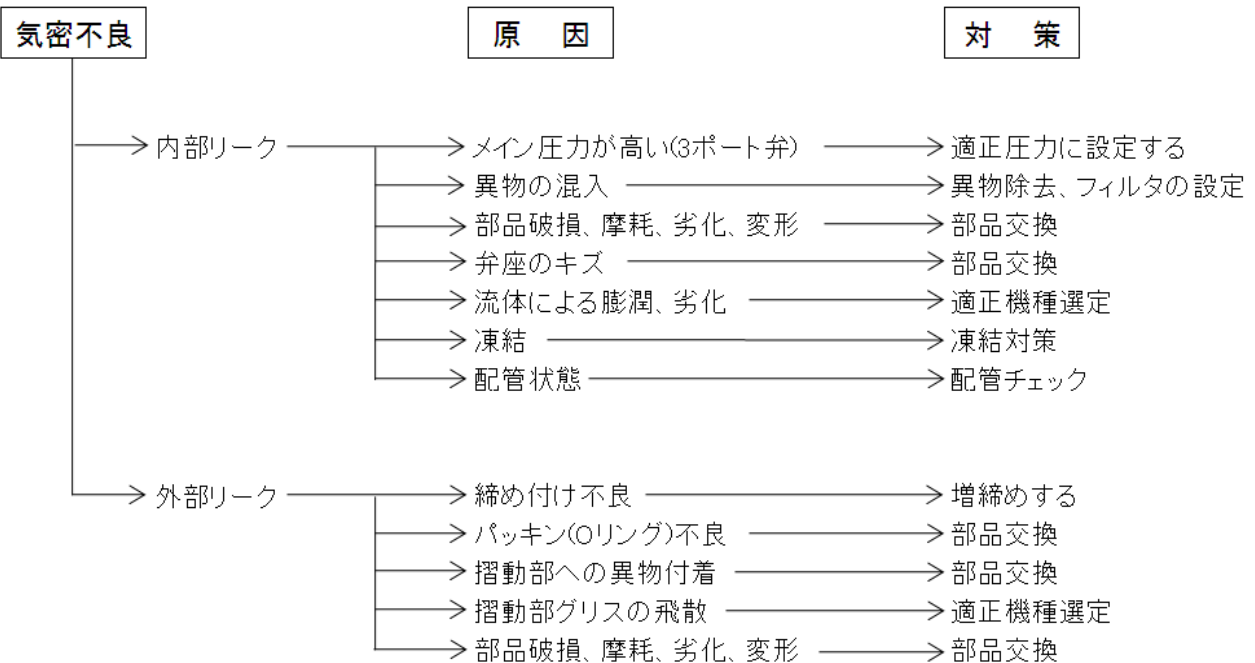 気密不良 原 因 対 策
内部リーク メイン圧力が高い(3ポート弁) 適正圧力に設定する
異物の混入 異物除去、フィルタの設定
部品破損、摩耗、劣化、変形 部品交換
弁座のキズ 部品交換
流体による膨潤、劣化 適正機種選定
凍結 凍結対策
配管状態 配管チェック
外部リーク 締め付け不良 増締めする
パッキン(Oリング)不良 部品交換
摺動部への異物付着 部品交換
摺動部グリスの飛散 適正機種選定
部品破損、摩耗、劣化、変形 部品交換